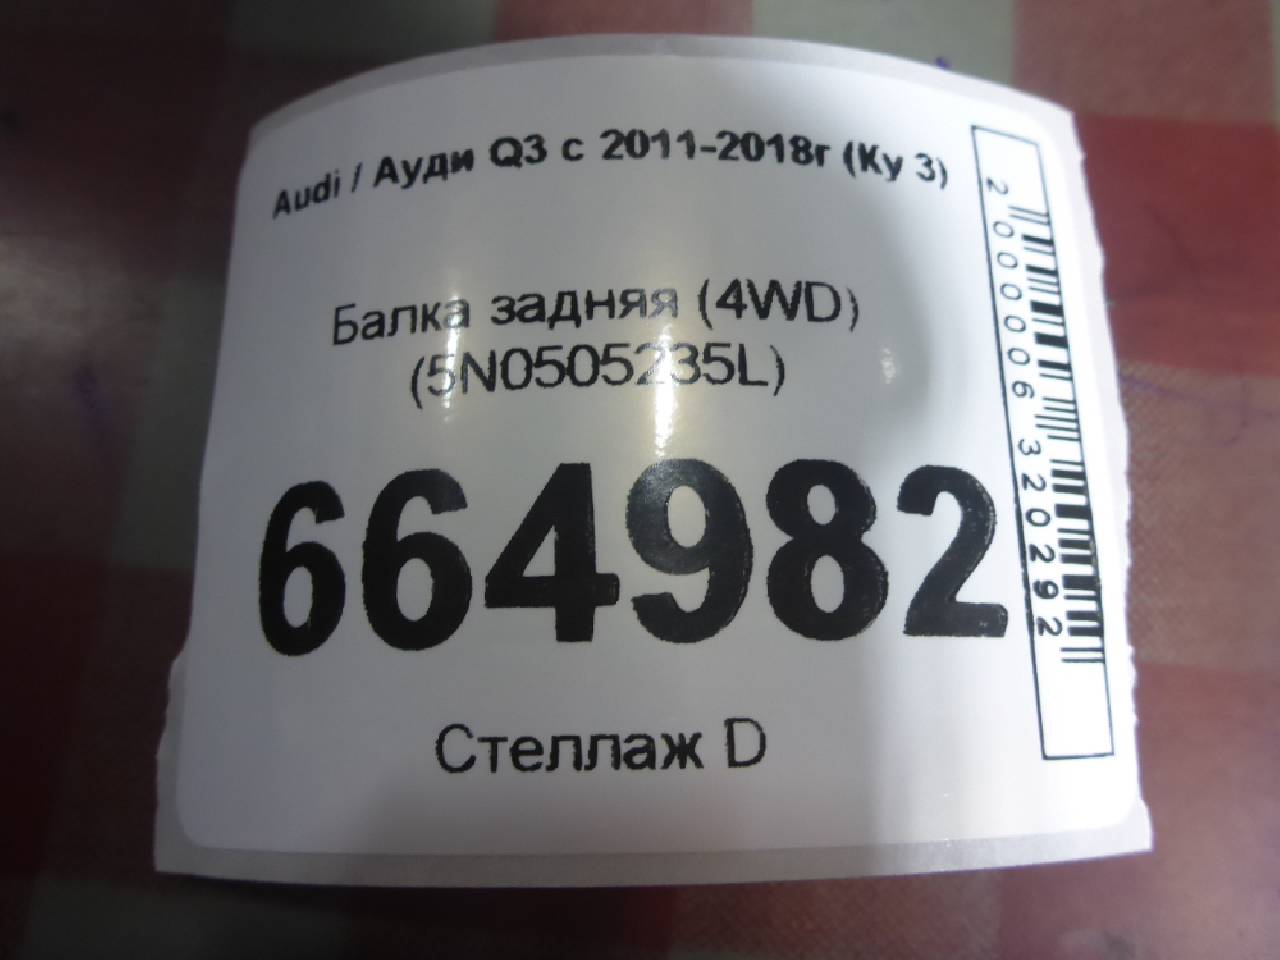 Audi / Ауди Q3 с 2011-2018г (Ку 3)
Балка задняя (4WD)
(5N0505235L)
664982
Стеллаж D
2000006320292